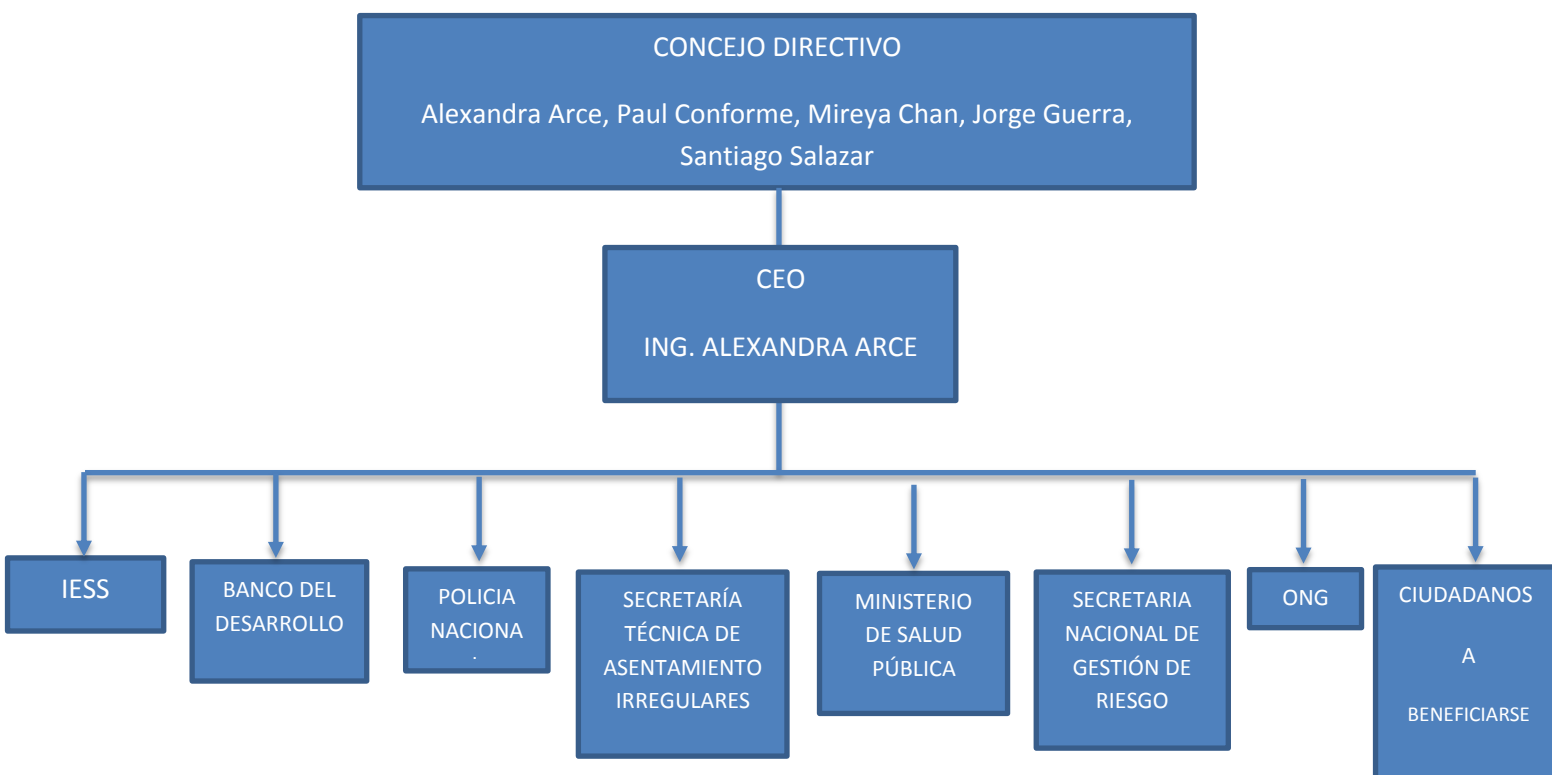 CONCEJO DIRECTIVO
Alexandra Arce, Paul Conforme, Mireya Chan, Jorge Guerra,
Santiago Salazar
CEO
ING. ALEXANDRA ARCE
IESS
BANCO DEL
DESARROLLO
POLICIA
NACIONA
SECRETARÍA
TÉCNICA DE
ASENTAMIENTO
IRREGULARES
MINISTERIO
DE SALUD
PÚBLICA
SECRETARIA
NACIONAL DE
GESTIÓN DE
RIESGO
ONG
CIUDADANOS
A
BENEFICIARSE